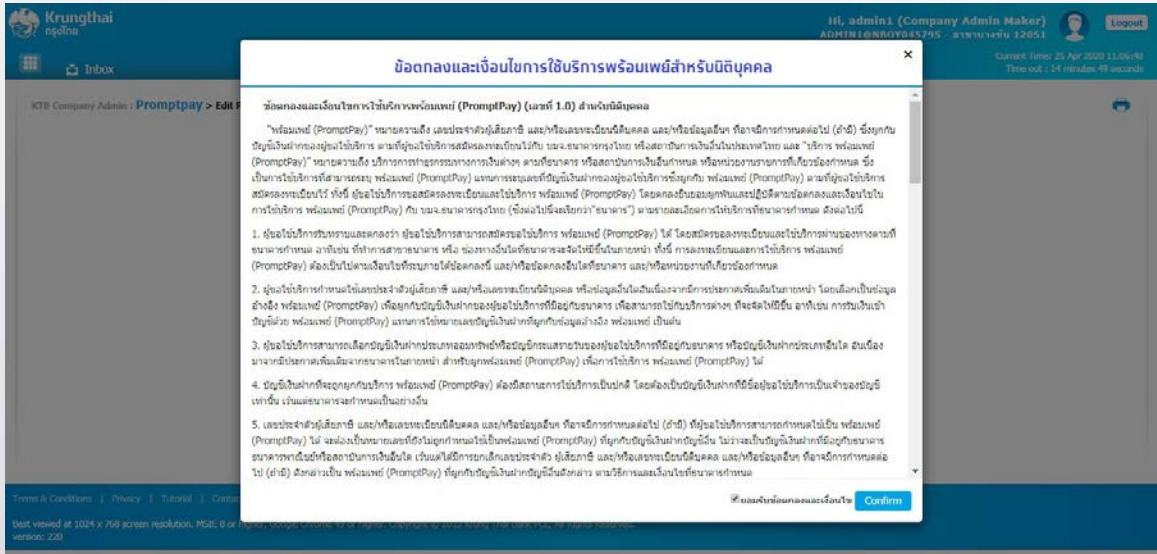 Krungthai
กรุงไทย
Hi, admin1 (Company Admin Maker)
ADMIN1@NBOY045795 - สาขาบางซื่อ 12051
Logout
Inbox
Current Time: 25 Apr 2020 11:06:48
Time out : 14 minutes 49 seconds
KTB Company Admin : Promptpay > Edit
ข้อตกลงและเงื่อนไขการใช้บริการพร้อมเพย์สำหรับนิติบุคคล
ข้อตกลงและเงื่อนไขการใช้บริการพร้อมเพย์ (PromptPay) (เลขที่ 1.0) สำหรับนิติบุคคล
"พร้อมเพย์ (PromptPay)" หมายความถึง เลขประจำตัวผู้เสียภาษี และ/หรือเลขทะเบียนนิติบุคคล และ/หรือข้อมูลอื่นๆ ที่อาจมีการกำหนดต่อไป (ถ้ามี) ซึ่งผูกกับ
บัญชีเงินฝากของผู้ขอใช้บริการ ตามที่ผู้ขอใช้บริการสมัครลงทะเบียนไว้กับ บมจ.ธนาคารกรุงไทย หรือสถาบันการเงินอื่นในประเทศไทย และ "บริการ พร้อมเพย์
(PromptPay)" หมายความถึง บริการการทำธุรกรรมทางการเงินต่างๆ ตามที่ธนาคาร หรือสถาบันการเงินอื่นกำหนด หรือหน่วยงานราชการที่เกี่ยวข้องกำหนด ซึ่ง
เป็นการใช้บริการที่สามารถระบุ พร้อมเพย์ (PromptPay) แทนการระบุเลขที่บัญชีเงินฝากของผู้ขอใช้บริการซึ่งผูกกับ พร้อมเพย์ (PromptPay) ตามที่ผู้ขอใช้บริการ
สมัครลงทะเบียนไว้ ทั้งนี้ ผู้ขอใช้บริการขอสมัครลงทะเบียนและใช้บริการ พร้อมเพย์ (PromptPay) โดยตกลงยินยอมผูกพันและปฏิบัติตามข้อตกลงและเงื่อนไขใน
การใช้บริการ พร้อมเพย์ (PromptPay) กับ บมจ.ธนาคารกรุงไทย (ซึ่งต่อไปนี้จะเรียกว่า"ธนาคาร") ตามรายละเอียดการให้บริการที่ธนาคารกำหนด ดังต่อไปนี้
1. ผู้ขอใช้บริการรับทราบและตกลงว่า ผู้ขอใช้บริการสามารถสมัครขอใช้บริการ พร้อมเพย์ (PromptPay) ได้ โดยสมัครขอลงทะเบียนและใช้บริการผ่านช่องทางตามที่
ธนาคารกำหนด อาทิเช่น ที่ทำการสาขาธนาคาร หรือ ช่องทางอื่นใดที่ธนาคารจะจัดให้มีขึ้นในภายหน้า ทั้งนี้ การลงทะเบียนและการใช้บริการ พร้อมเพย์
(PromptPay) ต้องเป็นไปตามเงื่อนไขที่ระบุภายใต้ข้อตกลงนี้ และ/หรือข้อตกลงอื่นใดที่ธนาคาร และ/หรือหน่วยงานที่เกี่ยวข้องกำหนด
2. ผู้ขอใช้บริการกำหนดใช้เลขประจำตัวผู้เสียภาษี และ/หรือเลขทะเบียนนิติบุคคล หรือข้อมูลอื่นใดอันเนื่องจากมีการประกาศเพิ่มเติมในภายหน้า โดยเลือกเป็นข้อมูล
อ้างอิง พร้อมเพย์ (PromptPay) เพื่อผูกกับบัญชีเงินฝากของผู้ขอใช้บริการที่มีอยู่กับธนาคาร เพื่อสามารถใช้กับบริการต่างๆ ที่จะจัดให้มีขึ้น อาทิเช่น การรับเงินเข้า
บัญชีด้วย พร้อมเพย์ (PromptPay) แทนการใช้หมายเลขบัญชีเงินฝากที่ผูกกับข้อมูลอ้างอิง พร้อมเพย์ เป็นต้น
3. ผู้ขอใช้บริการสามารถเลือกบัญชีเงินฝากประเภทออมทรัพย์หรือบัญชีกระแสรายวันของผู้ขอใช้บริการที่มีอยู่กับธนาคาร หรือบัญชีเงินฝากประเภทอื่นใด อันเนื่อง
มาจากมีประกาศเพิ่มเติมจากธนาคารในภายหน้า สำหรับผูกพร้อมเพย์ (PromptPay) เพื่อการใช้บริการ พร้อมเพย์ (PromptPay) ได้
4. บัญชีเงินฝากที่จะถูกผูกกับบริการ พร้อมเพย์ (PromptPay) ต้องมีสถานะการใช้บริการเป็นปกติ โดยต้องเป็นบัญชีเงินฝากที่มีชื่อผู้ขอใช้บริการเป็นเจ้าของบัญชี
เท่านั้น เว้นแต่ธนาคารจะกำหนดเป็นอย่างอื่น
5. เลขประจำตัวผู้เสียภาษี และ/หรือเลขทะเบียนนิติบุคคล และ/หรือข้อมูลอื่นๆ ที่อาจมีการกำหนดต่อไป (ถ้ามี) ที่ผู้ขอใช้บริการสามารถกำหนดใช้เป็น พร้อมเพย์
(PromptPay) ได้ จะต้องเป็นหมายเลขที่ยังไม่ถูกกำหนดใช้เป็นพร้อมเพย์ (PromptPay) ที่ผูกกับบัญชีเงินฝากบัญชีอื่น ไม่ว่าจะเป็นบัญชีเงินฝากที่มีอยู่กับธนาคาร
ธนาคารพาณิชย์หรือสถาบันการเงินอื่นใด เว้นแต่ได้มีการยกเลิกเลขประจำตัว ผู้เสียภาษี และ/หรือเลขทะเบียนนิติบุคคล และ/หรือข้อมูลอื่นๆ ที่อาจมีการกำหนดต่อ
ไป (ถ้ามี) ดังกล่าวเป็น พร้อมเพย์ (PromptPay) ที่ผูกกับบัญชีเงินฝากบัญชีอื่นดังกล่าว ตามวิธีการและเงื่อนไขที่ธนาคารกำหนด
ยอมรับข้อตกลงและเงื่อนไข Confirm
Terms & Conditions | Privacy | Tutorial | Contac
Best viewed at 1024 x 768 screen resolution. MSIE 8 or higher, Google Chrome 49 or higher. Copyright © 2015 Krung Thai Bank PCL. All Rights Reserved.
version: 220